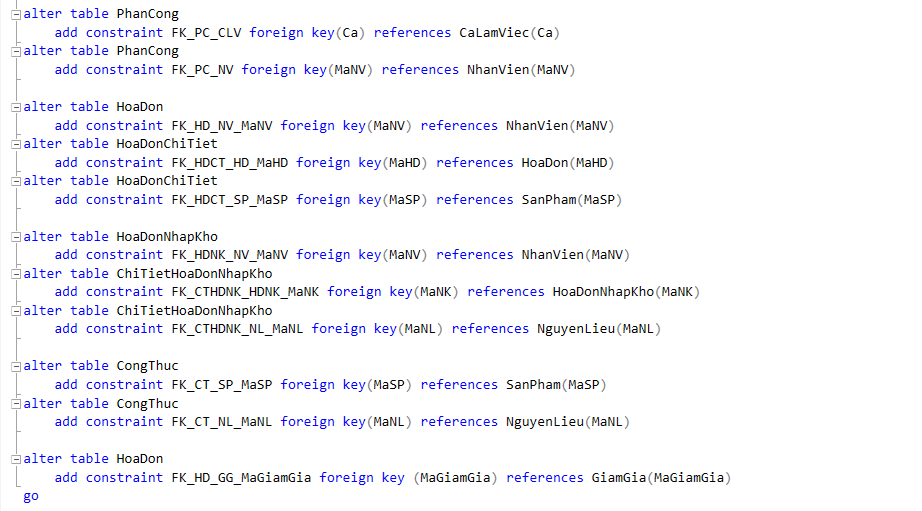 alter table PhanCong
    add constraint FK_PC_CLV foreign key(Ca) references CaLamViec(Ca)
alter table PhanCong
    add constraint FK_PC_NV foreign key(MaNV) references NhanVien(MaNV)
alter table HoaDon
    add constraint FK_HD_NV_MaNV foreign key(MaNV) references NhanVien(MaNV)
alter table HoaDonChiTiet
    add constraint FK_HDCT_HD_MaHD foreign key(MaHD) references HoaDon(MaHD)
alter table HoaDonChiTiet
    add constraint FK_HDCT_SP_MaSP foreign key(MaSP) references SanPham(MaSP)
alter table HoaDonNhapKho
    add constraint FK_HDNK_NV_MaNV foreign key(MaNV) references NhanVien(MaNV)
alter table ChiTietHoaDonNhapKho
    add constraint FK_CTHDNK_HDNK_MaNK foreign key(MaNK) references HoaDonNhapKho(MaNK)
alter table ChiTietHoaDonNhapKho
    add constraint FK_CTHDNK_NL_MaNL foreign key(MaNL) references NguyenLieu(MaNL)
alter table CongThuc
    add constraint FK_CT_SP_MaSP foreign key(MaSP) references SanPham(MaSP)
alter table CongThuc
    add constraint FK_CT_NL_MaNL foreign key(MaNL) references NguyenLieu(MaNL)
alter table HoaDon
    add constraint FK_HD_GG_MaGiamGia foreign key (MaGiamGia) references GiamGia(MaGiamGia)
go